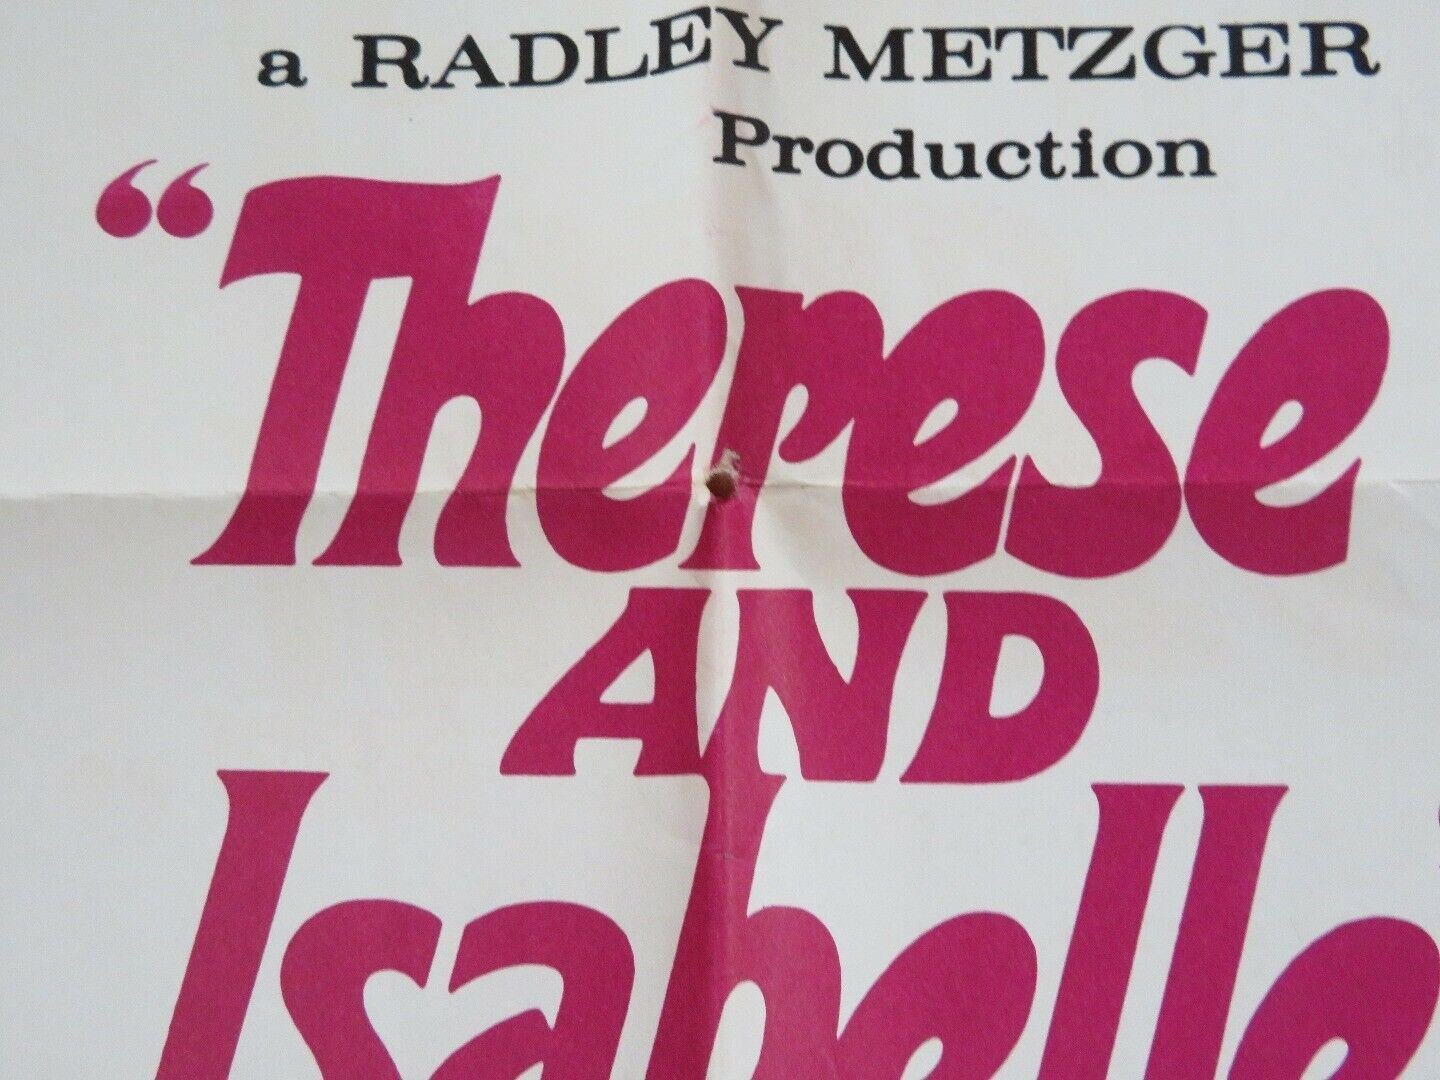 a RADLEY METZGER
Production
“Therese
AND
Isabelle”